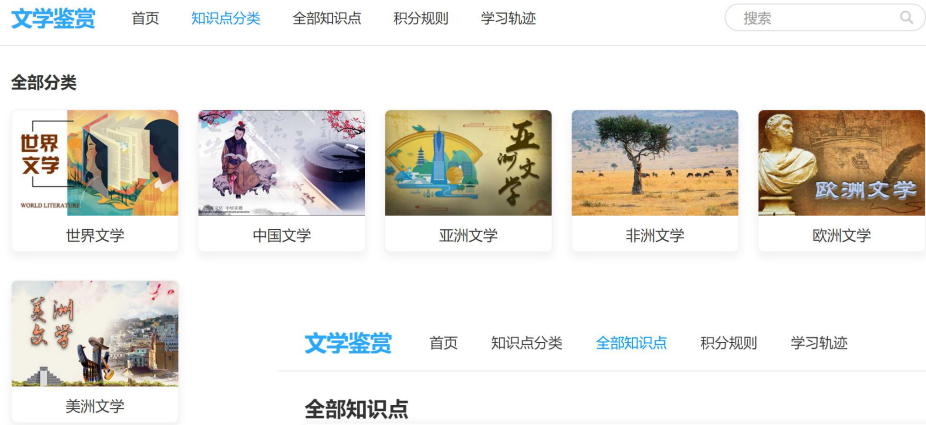 文学鉴赏 首页 知识点分类 全部知识点 积分规则 学习轨迹 搜索
全部分类
世界
文学
WORLD LITERATURE
亚洲文学
欧洲文学
世界文学 中国文学 亚洲文学 非洲文学 欧洲文学
美洲
文学
美洲文学
文学鉴赏 首页 知识点分类 全部知识点 积分规则 学习轨迹
全部知识点